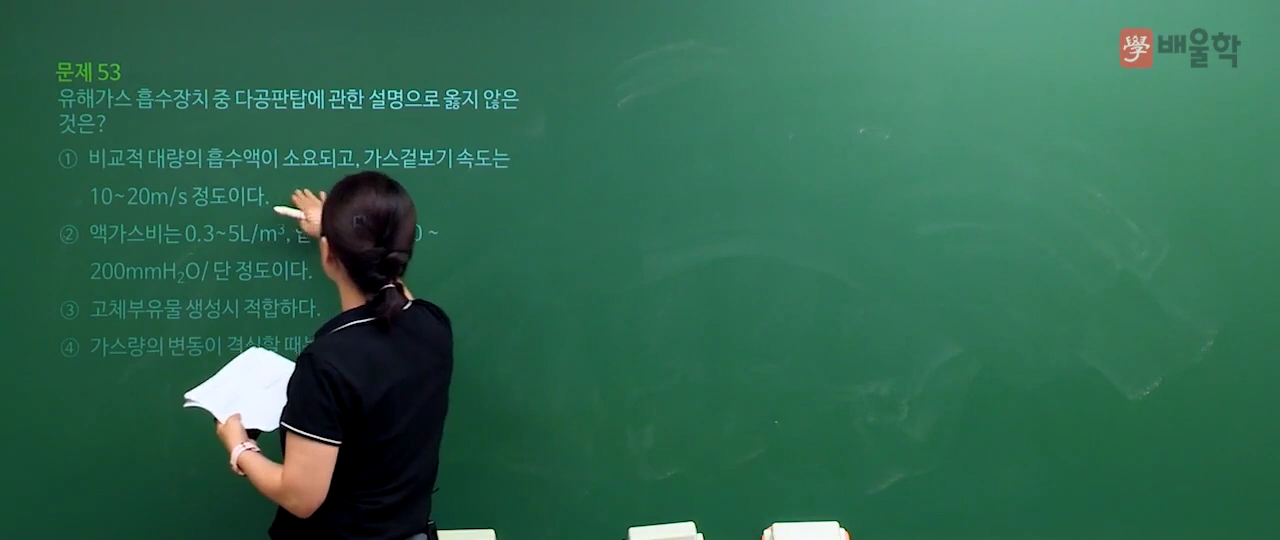 學 배울학
문제 53
유해가스 흡수장치 중 다공판탑에 관한 설명으로 옳지 않은
것은?
① 비교적 대량의 흡수액이 소요되고, 가스겉보기 속도는
10~20m/s 정도이다.
② 액가스비는 0.3~5L/m³, ~
200mmH₂O/ 단 정도이다.
③ 고체부유물 생성시 적합하다.
④ 가스량의 변동이 격심할 때